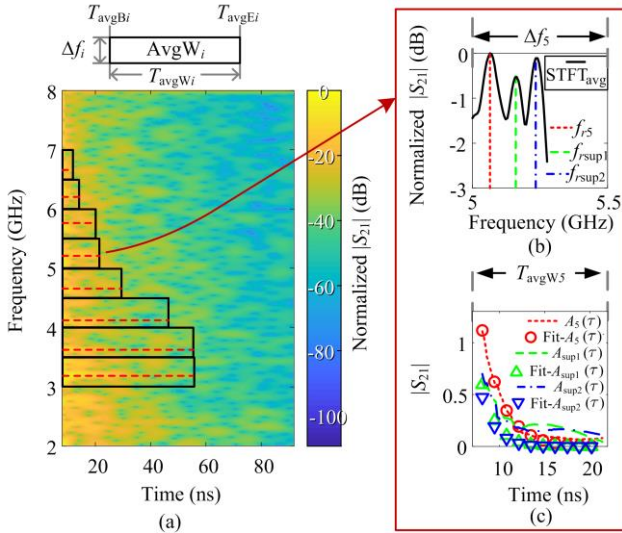 T_avgBi T_avgEi
Δf_i AvgW_i
T_avgWi
Frequency (GHz)
8
7
6
5
4
3
2
20 40 60 80
Time (ns)
(a)
0
-20
-40
-60
-80
-100
Normalized |S_21| (dB)
Δf_5
Normalized |S_21| (dB)
0
-1
-2
-3
STFT_avg
f_r5
f_rsup1
f_rsup2
5 5.5
Frequency (GHz)
(b)
T_avgW5
|S_21|
1
0.5
0
A_5(τ)
Fit-A_5(τ)
A_sup1(τ)
Fit-A_sup1(τ)
A_sup2(τ)
Fit-A_sup2(τ)
10 15 20
Time (ns)
(c)